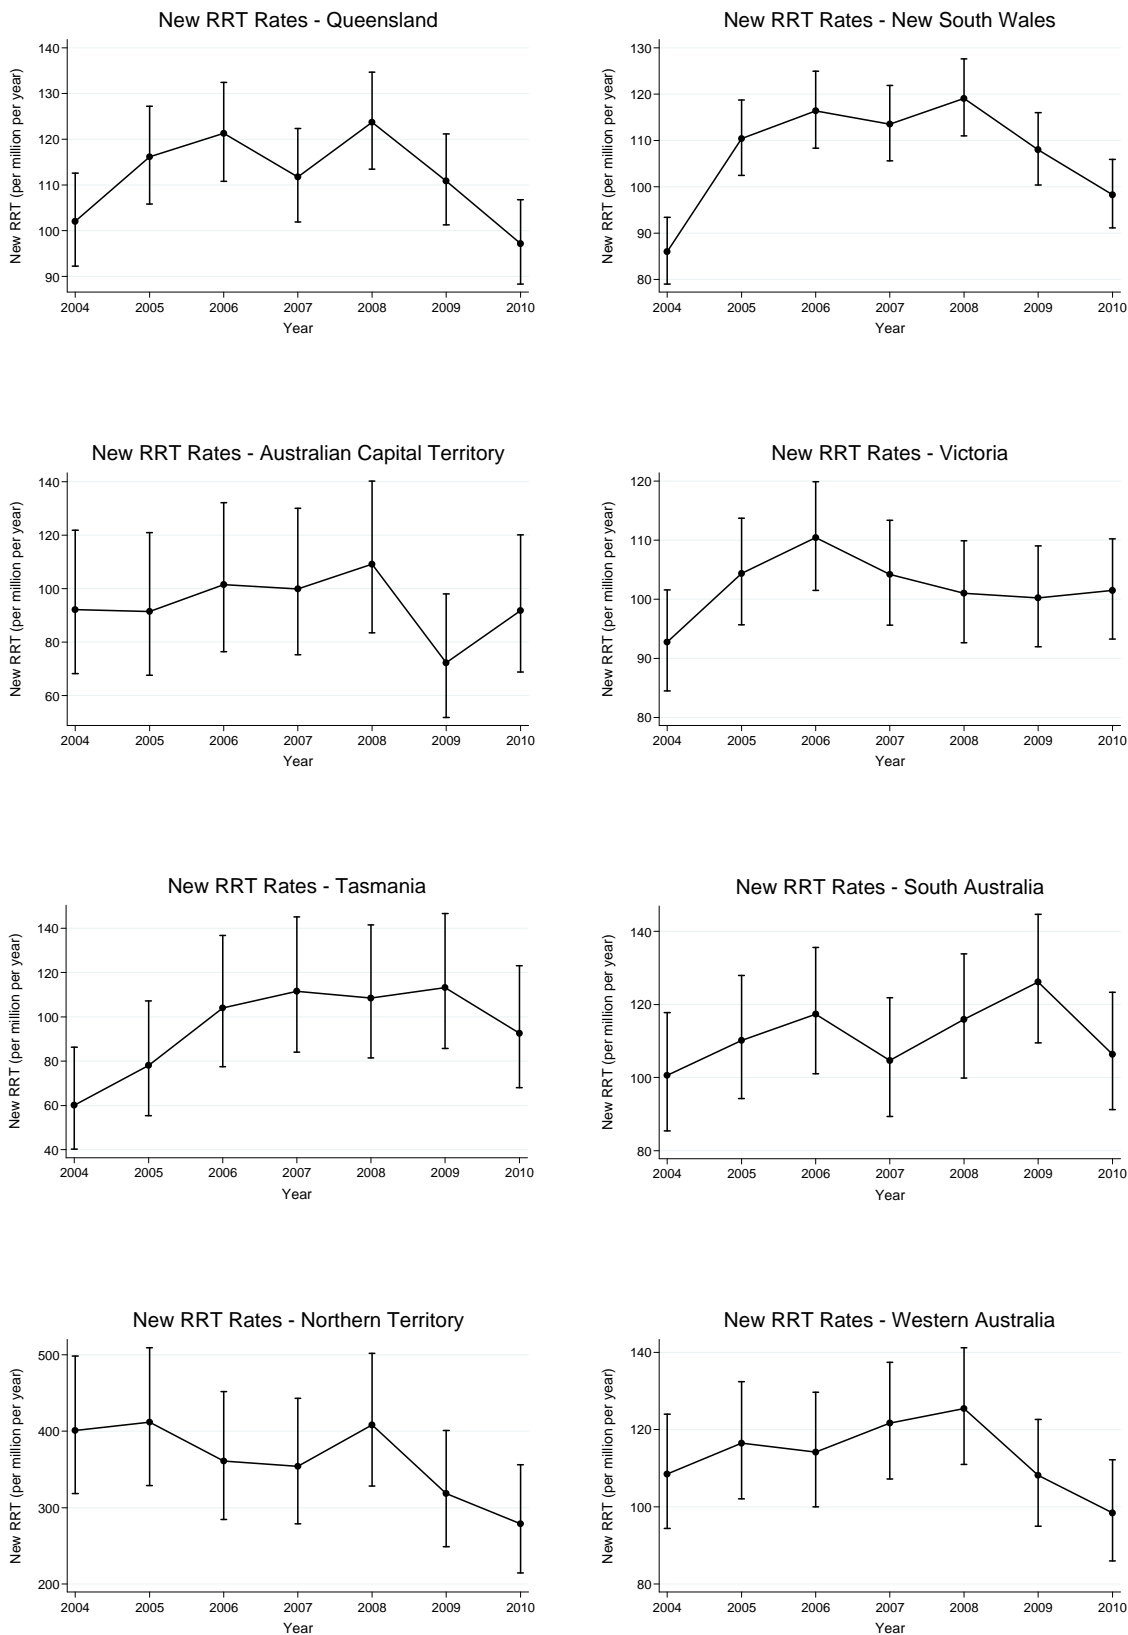 New RRT Rates - Queensland
New RRT (per million per year)
140
130
120
110
100
90
2004 2005 2006 2007 2008 2009 2010
Year
New RRT Rates - New South Wales
New RRT (per million per year)
130
120
110
100
90
80
2004 2005 2006 2007 2008 2009 2010
Year
New RRT Rates - Australian Capital Territory
New RRT (per million per year)
140
120
100
80
60
2004 2005 2006 2007 2008 2009 2010
Year
New RRT Rates - Victoria
New RRT (per million per year)
120
110
100
90
80
2004 2005 2006 2007 2008 2009 2010
Year
New RRT Rates - Tasmania
New RRT (per million per year)
140
120
100
80
60
40
2004 2005 2006 2007 2008 2009 2010
Year
New RRT Rates - South Australia
New RRT (per million per year)
140
120
100
80
2004 2005 2006 2007 2008 2009 2010
Year
New RRT Rates - Northern Territory
New RRT (per million per year)
500
400
300
200
2004 2005 2006 2007 2008 2009 2010
Year
New RRT Rates - Western Australia
New RRT (per million per year)
140
120
100
80
2004 2005 2006 2007 2008 2009 2010
Year